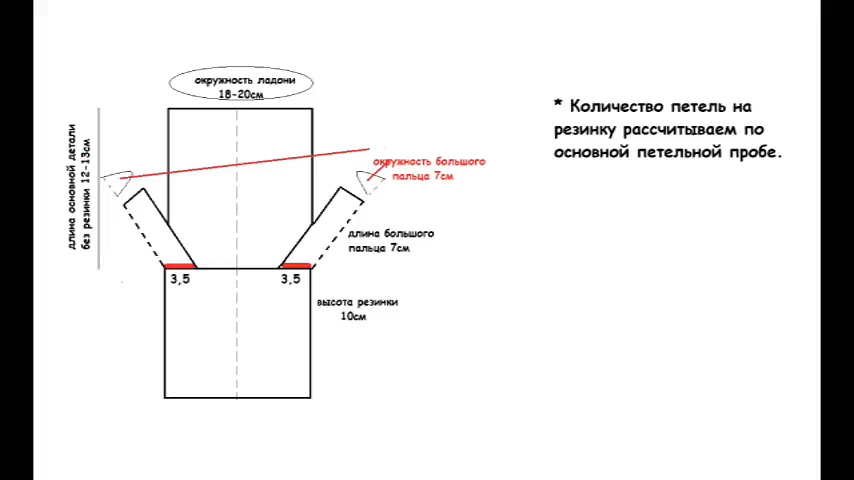 окружность ладони
18-20см
* Количество петель на
резинку рассчитываем по
основной петельной пробе.
длина основной детали
без резинки 12-13см
окружность большого
пальца 7см
длина большого
пальца 7см
3,5
3,5
высота резинки
10см